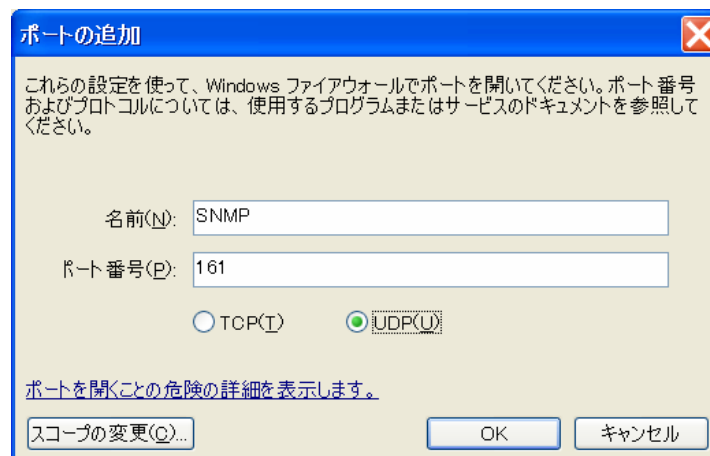 ポートの追加
これらの設定を使って、Windows ファイアウォールでポートを開いてください。ポート番号
およびプロトコルについては、使用するプログラムまたはサービスのドキュメントを参照して
ください。
名前(N): SNMP
ポート番号(P): 161
TCP(T) UDP(U)
ポートを開くことの危険の詳細を表示します。
スコープの変更(C)... OK キャンセル